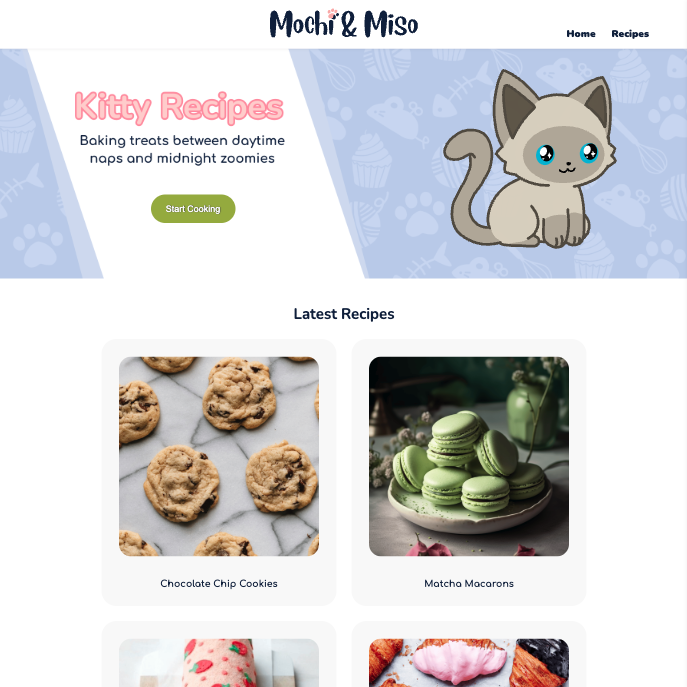 Mochi & Miso
Home
Recipes
Kitty Recipes
Baking treats between daytime
naps and midnight zoomies
Start Cooking
Latest Recipes
Chocolate Chip Cookies
Matcha Macarons